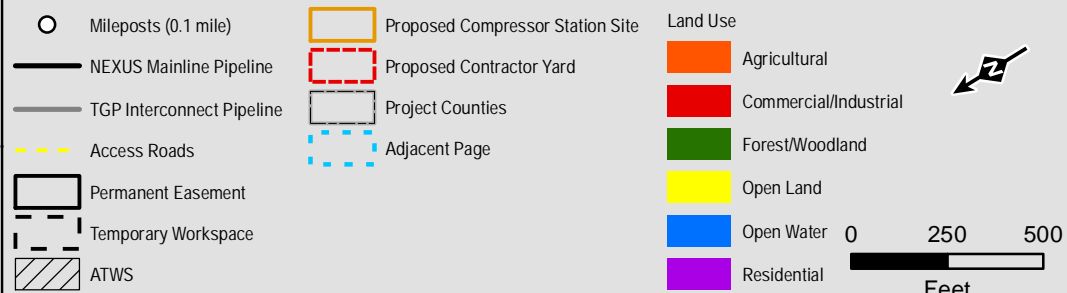 Mileposts (0.1 mile)
NEXUS Mainline Pipeline
TGP Interconnect Pipeline
Access Roads
Permanent Easement
Temporary Workspace
ATWS
Proposed Compressor Station Site
Proposed Contractor Yard
Project Counties
Adjacent Page
Land Use
Agricultural
Commercial/Industrial
Forest/Woodland
Open Land
Open Water
Residential
N
0 250 500
Feet